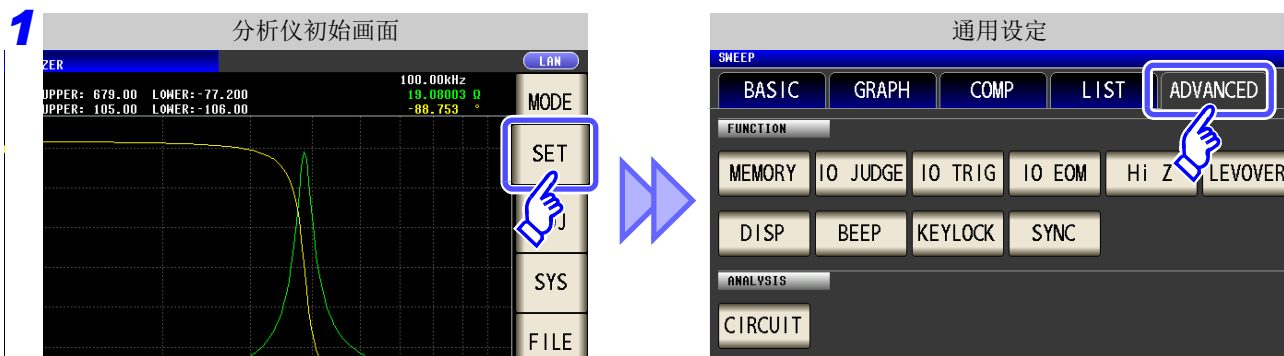 1
分析仪初始画面
ZER
LAN
100.00kHz
UPPER: 679.00 LOWER:-77.200
19.08003 Ω
UPPER: 105.00 LOWER:-106.00
-88.753 °
MODE
SET
SYS
FILE
通用设定
SWEEP
BASIC GRAPH COMP LIST ADVANCED
FUNCTION
MEMORY IO JUDGE IO TRIG IO EOM Hi Z LEVOVER
DISP BEEP KEYLOCK SYNC
ANALYSIS
CIRCUIT